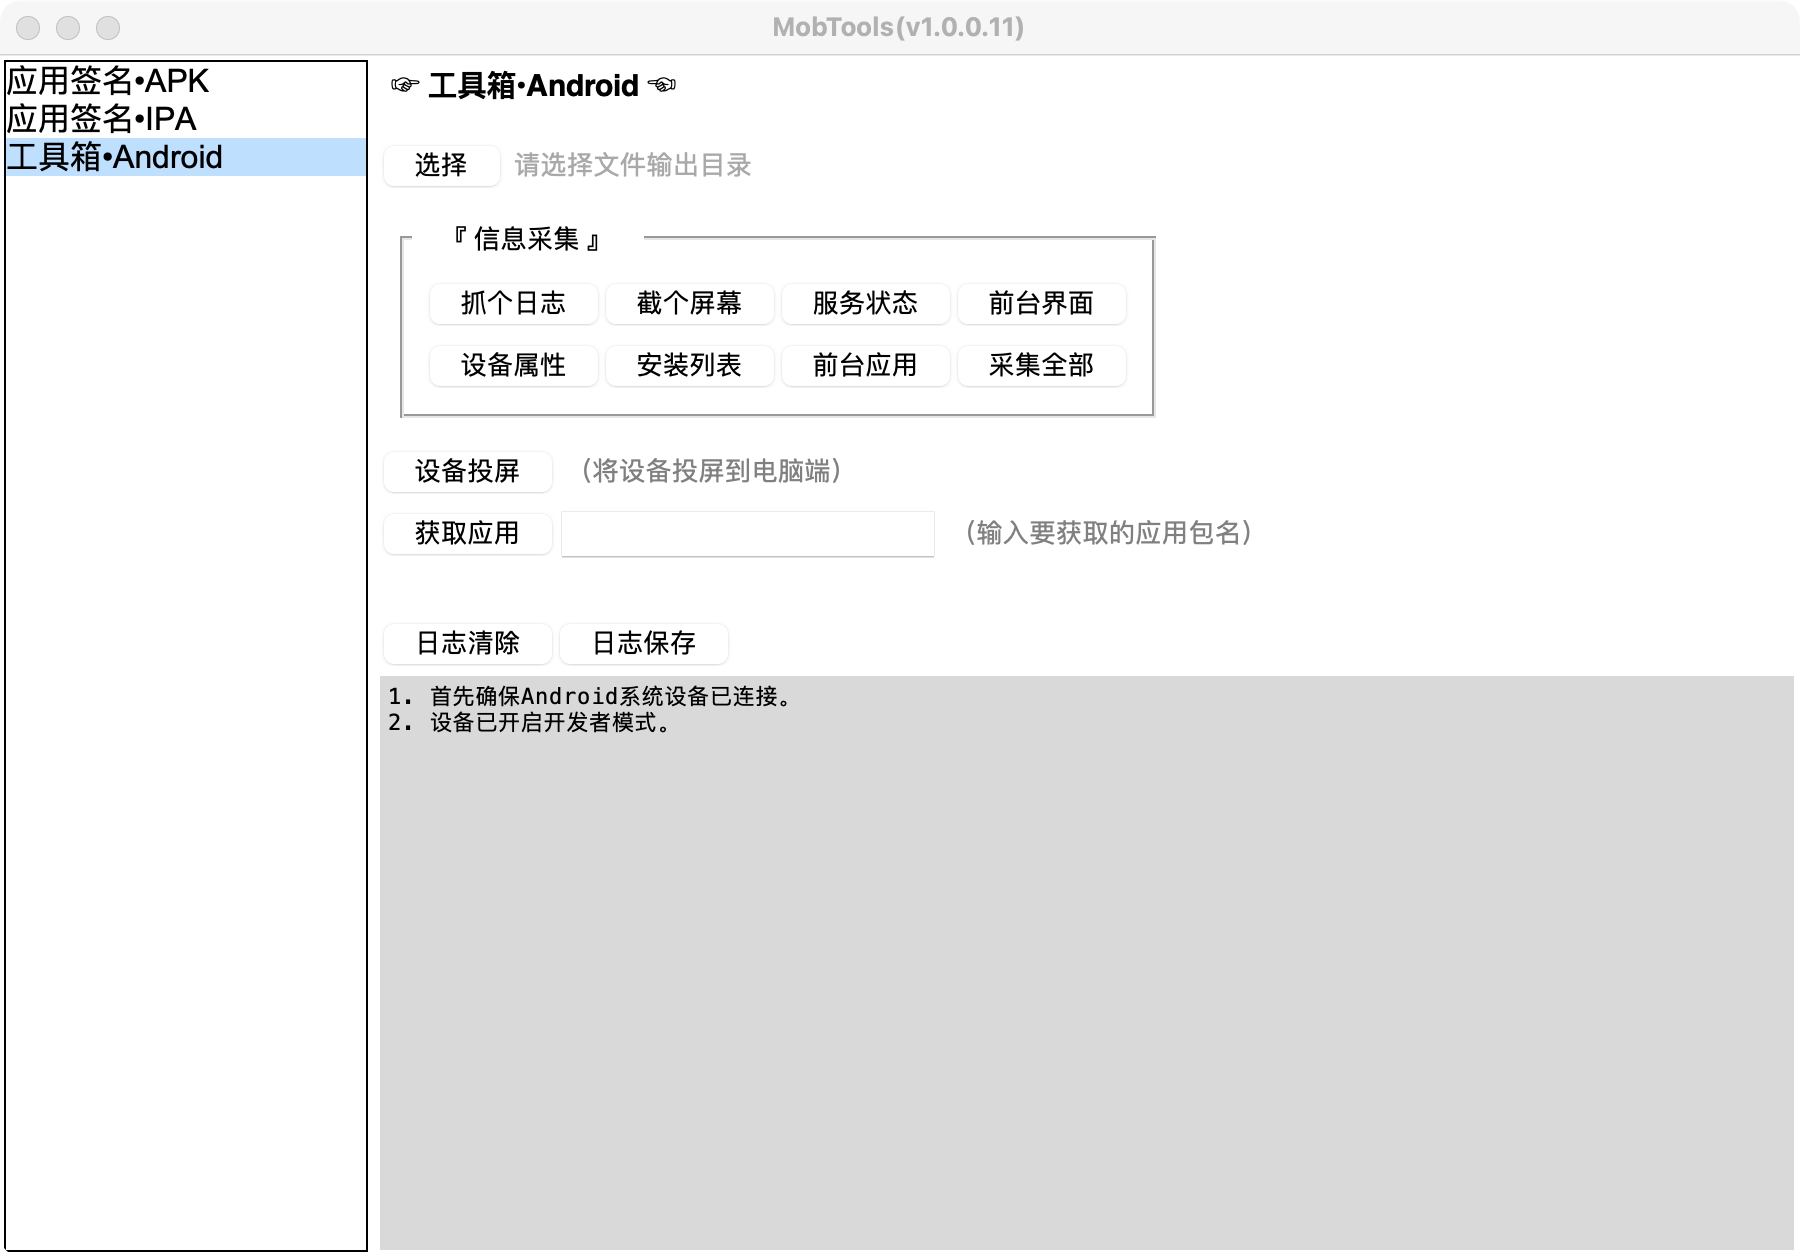 MobTools(v1.0.0.11)
应用签名•APK
应用签名•IPA
工具箱•Android
☞ 工具箱•Android ☜
选择 请选择文件输出目录
『 信息采集 』
抓个日志 截个屏幕 服务状态 前台界面
设备属性 安装列表 前台应用 采集全部
设备投屏 (将设备投屏到电脑端)
获取应用 (输入要获取的应用包名)
日志清除 日志保存
1. 首先确保Android系统设备已连接。
2. 设备已开启开发者模式。